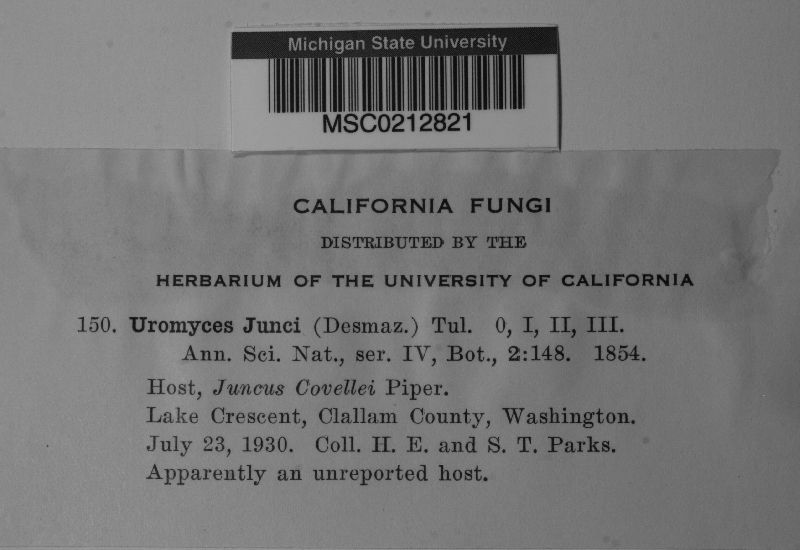 Michigan State University
MSC0212821
CALIFORNIA FUNGI
DISTRIBUTED BY THE
HERBARIUM OF THE UNIVERSITY OF CALIFORNIA
150. Uromyces Junci (Desmaz.) Tul. 0, I, II, III.
Ann. Sci. Nat., ser. IV, Bot., 2:148. 1854.
Host, Juncus Covellei Piper.
Lake Crescent, Clallam County, Washington.
July 23, 1930. Coll. H. E. and S. T. Parks.
Apparently an unreported host.